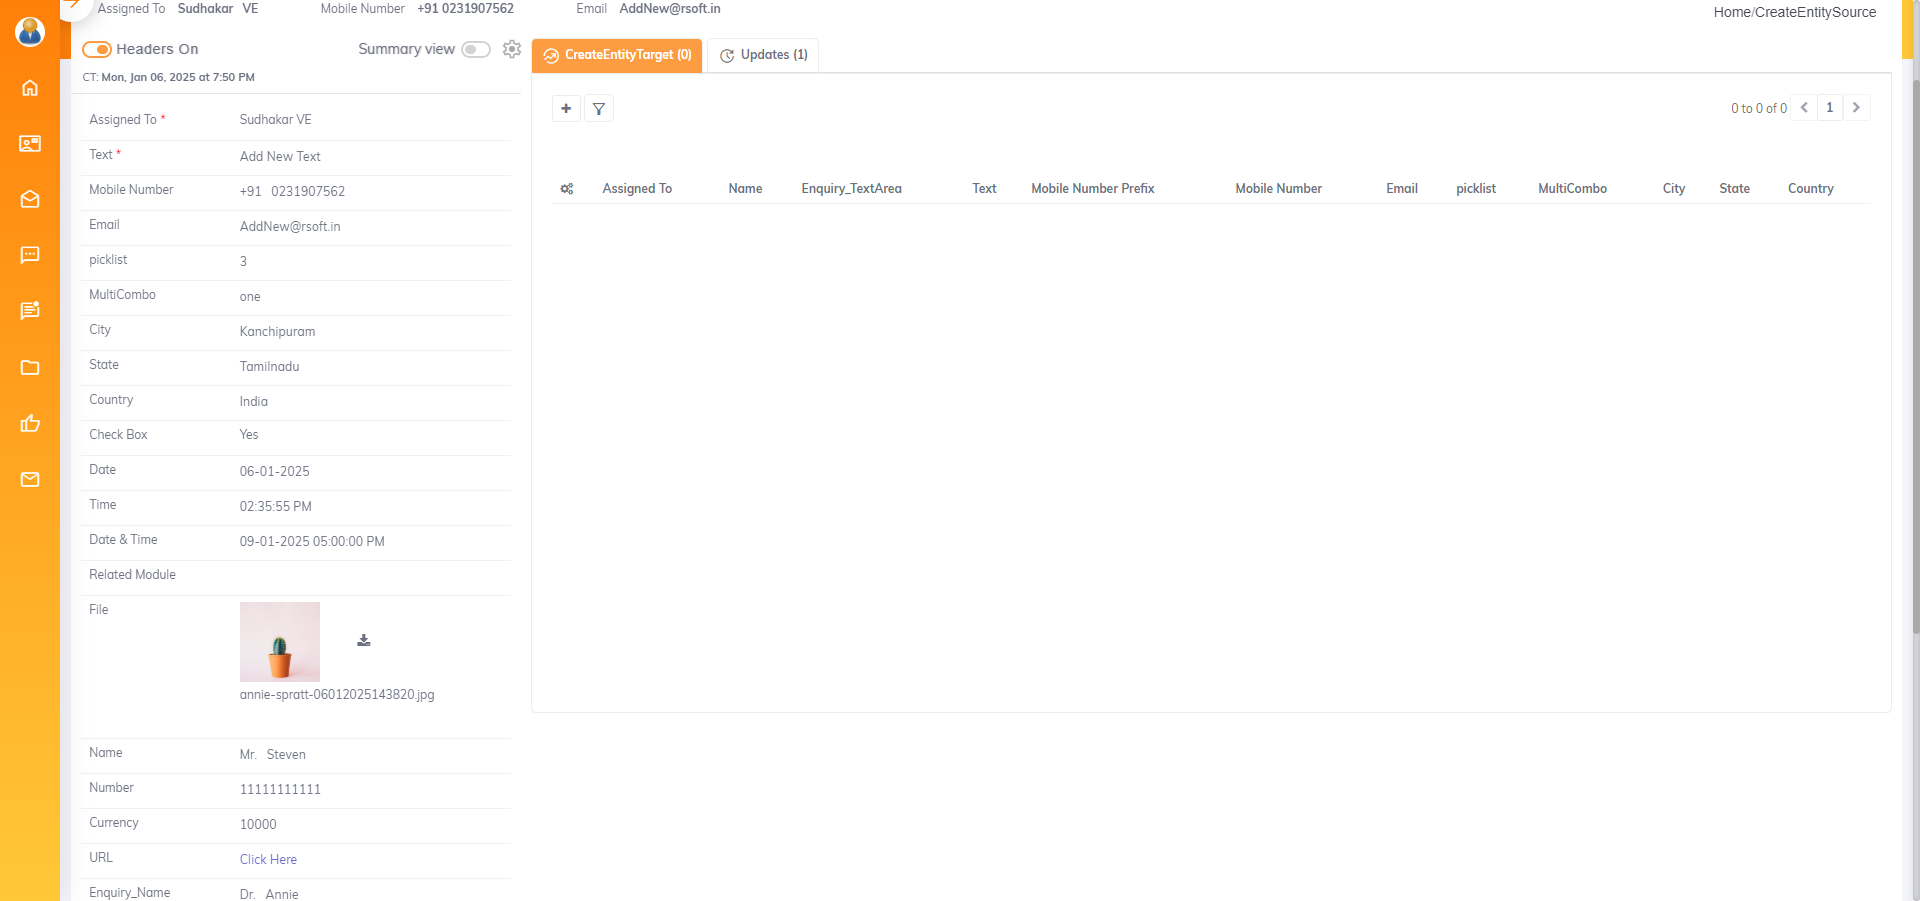 Assigned To Sudhakar VE Mobile Number +91 0231907562 Email AddNew@rsoft.in
Home/CreateEntitySource
Headers On Summary view
CT: Mon, Jan 06, 2025 at 7:50 PM
Assigned To * Sudhakar VE
Text * Add New Text
Mobile Number +91 0231907562
Email AddNew@rsoft.in
picklist 3
MultiCombo one
City Kanchipuram
State Tamilnadu
Country India
Check Box Yes
Date 06-01-2025
Time 02:35:55 PM
Date & Time 09-01-2025 05:00:00 PM
Related Module
File
annie-spratt-06012025143820.jpg
Name Mr. Steven
Number 11111111111
Currency 10000
URL Click Here
Enquiry_Name Dr. Annie
CreateEntityTarget (0) Updates (1)
0 to 0 of 0 1
Assigned To Name Enquiry_TextArea Text Mobile Number Prefix Mobile Number Email picklist MultiCombo City State Country